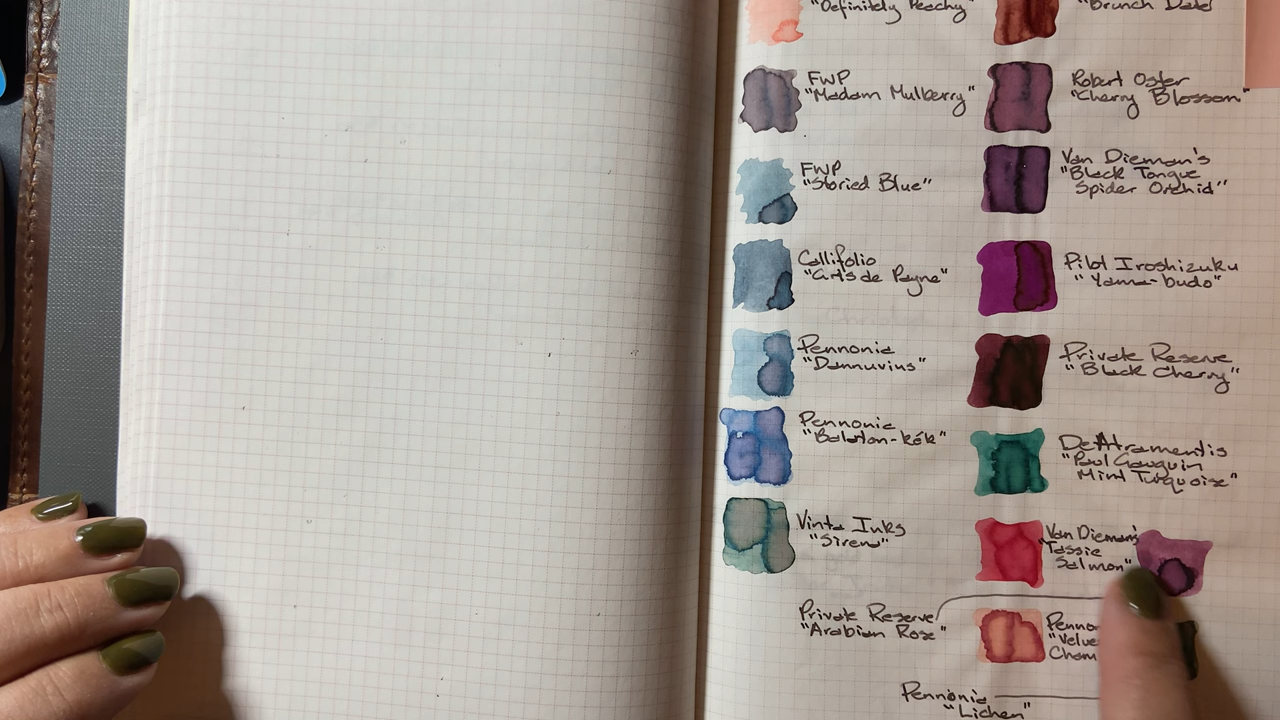 "Definitely Peachy"
FWP
"Madam Mulberry"
FWP
"Storied Blue"
Callifolio
"Gris de Payne"
Pennonia
"Dannuvius"
Pennonia
"Balaton-kék"
Vinta Inks
"Sirena"
Private Reserve
"Arabian Rose"
Pennonia
"Lichen"
"Brunch Date"
Robert Oster
"Cherry Blossom"
Van Dieman's
"Black Tongue
Spider Orchid"
Pilot Iroshizuku
"Yama-budo"
Private Reserve
"Black Cherry"
DeAtramentis
"Paul Gauguin
Mint Turquoise"
Van Dieman's
"Tassie
Salmon"